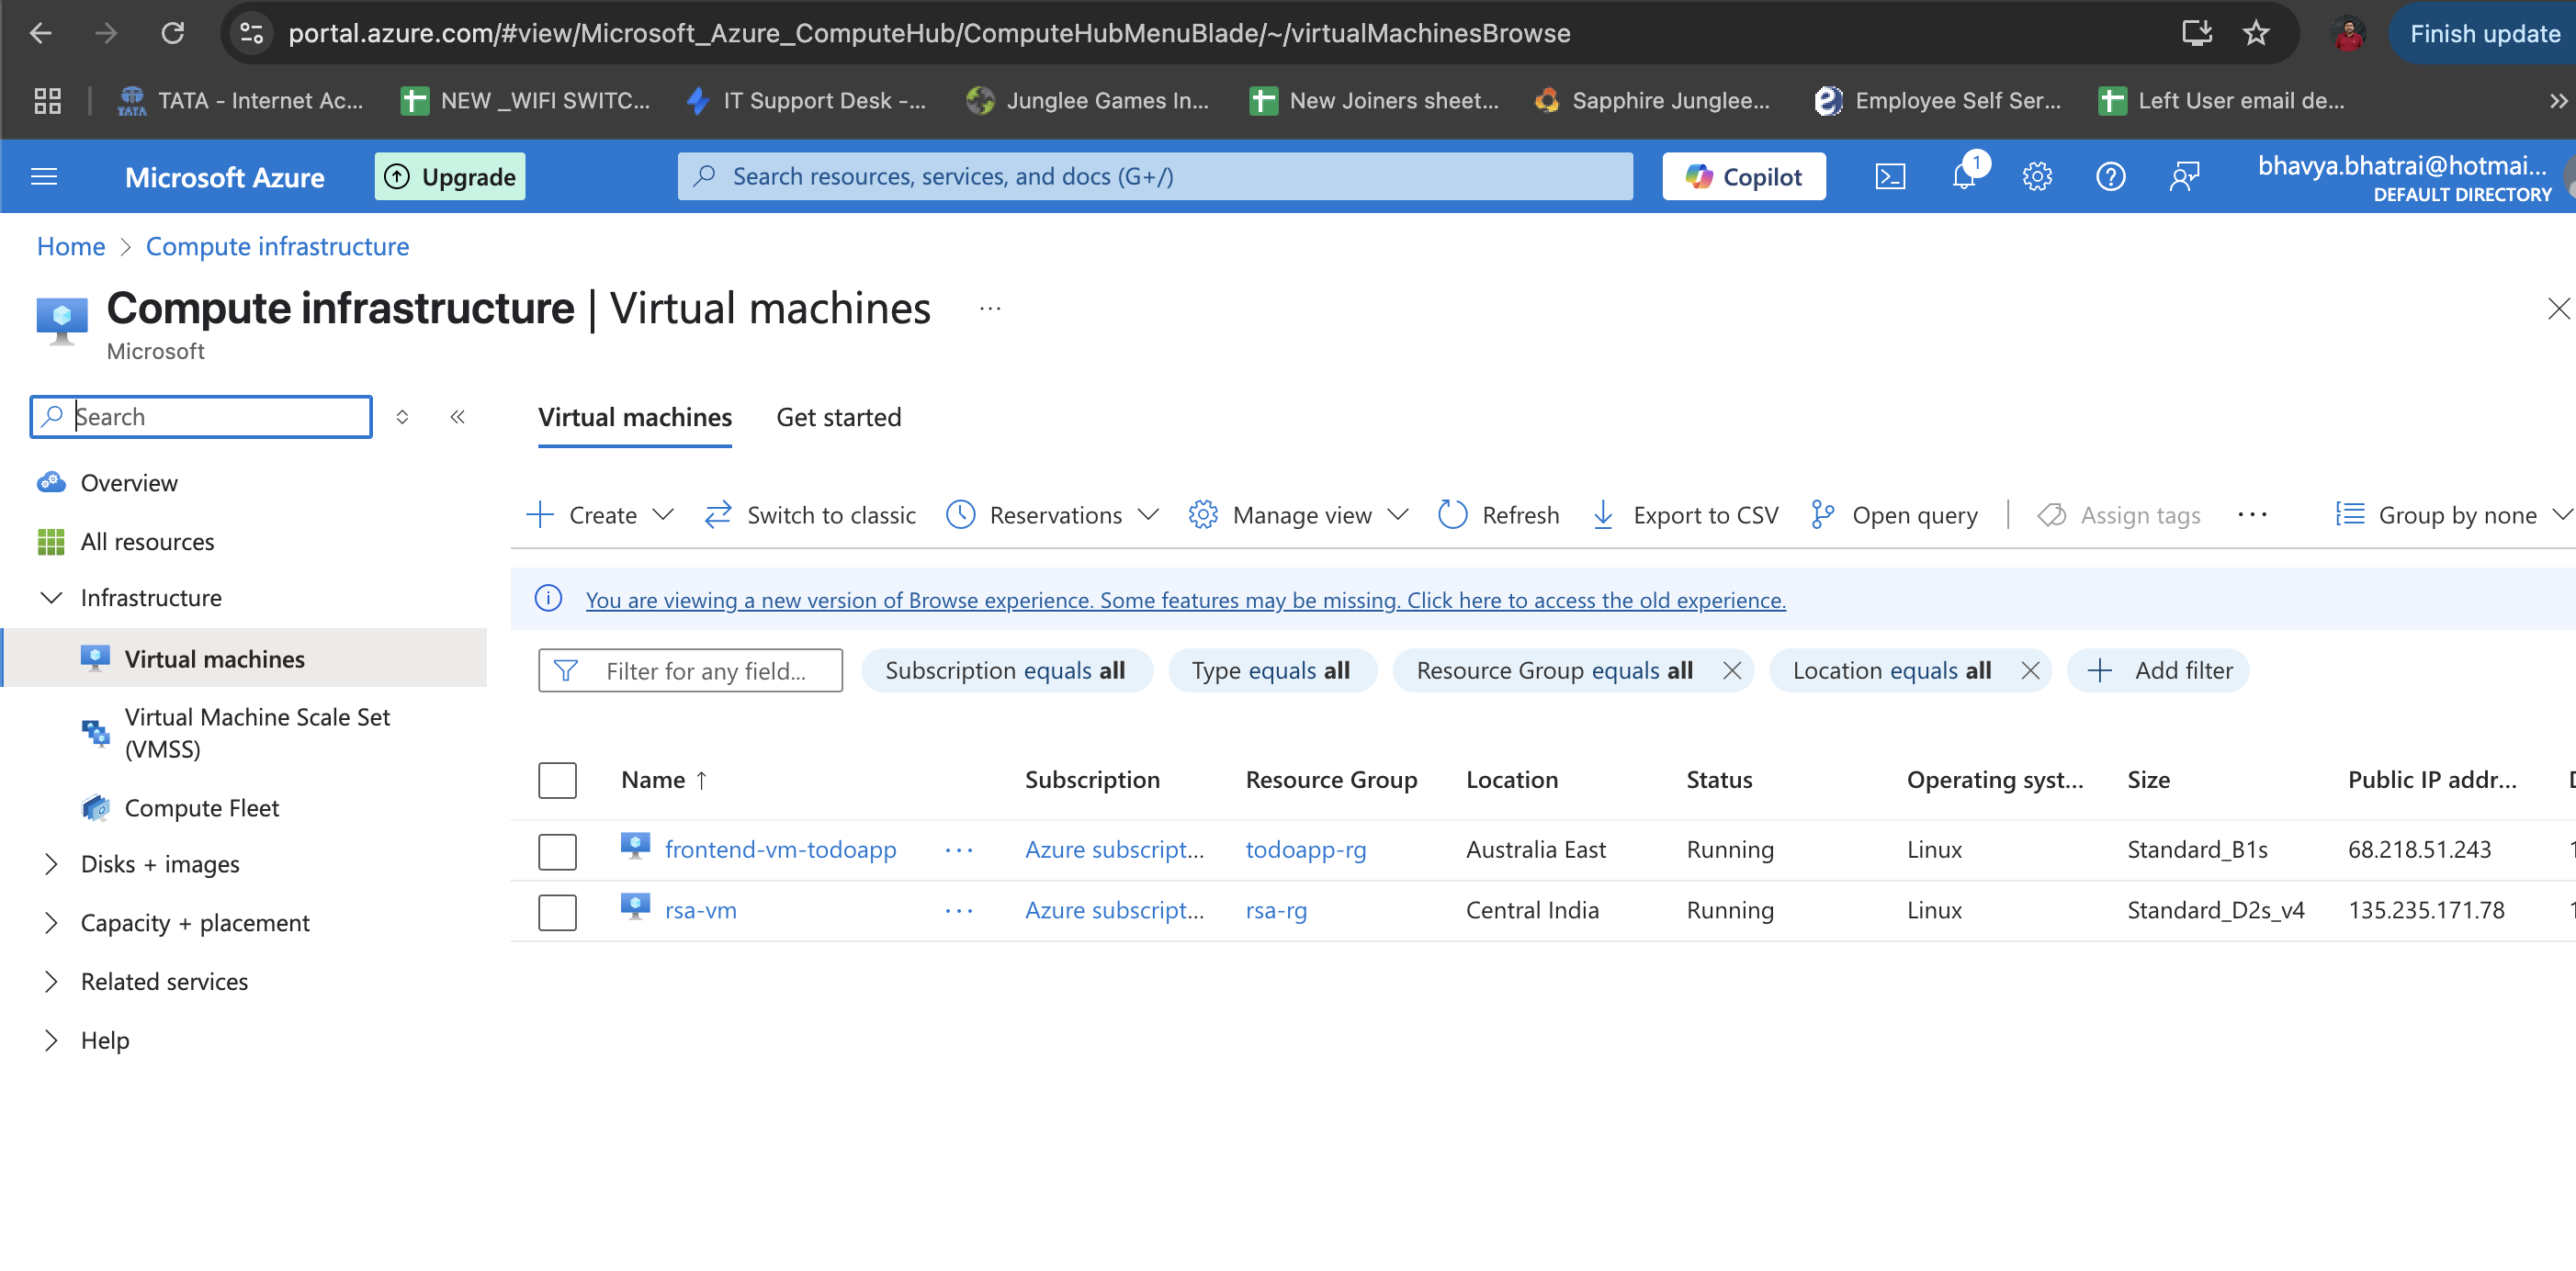 portal.azure.com/#view/Microsoft_Azure_ComputeHub/ComputeHubMenuBlade/~/virtualMachinesBrowse
Finish update
TATA - Internet Ac...
NEW _WIFI SWITC...
IT Support Desk -...
Junglee Games In...
New Joiners sheet...
Sapphire Junglee...
Employee Self Ser...
Left User email de...
Microsoft Azure
Upgrade
Search resources, services, and docs (G+/)
Copilot
1
bhavya.bhatrai@hotmai...
DEFAULT DIRECTORY
Home > Compute infrastructure
Compute infrastructure | Virtual machines ...
Microsoft
Search
Overview
All resources
Infrastructure
Virtual machines
Virtual Machine Scale Set
(VMSS)
Compute Fleet
Disks + images
Capacity + placement
Related services
Help
Virtual machines Get started
Create Switch to classic Reservations Manage view Refresh Export to CSV Open query Assign tags ... Group by none
You are viewing a new version of Browse experience. Some features may be missing. Click here to access the old experience.
Filter for any field... Subscription equals all Type equals all Resource Group equals all Location equals all Add filter
Name ↑ Subscription Resource Group Location Status Operating syst... Size Public IP addr...
frontend-vm-todoapp ... Azure subscript... todoapp-rg Australia East Running Linux Standard_B1s 68.218.51.243
rsa-vm ... Azure subscript... rsa-rg Central India Running Linux Standard_D2s_v4 135.235.171.78